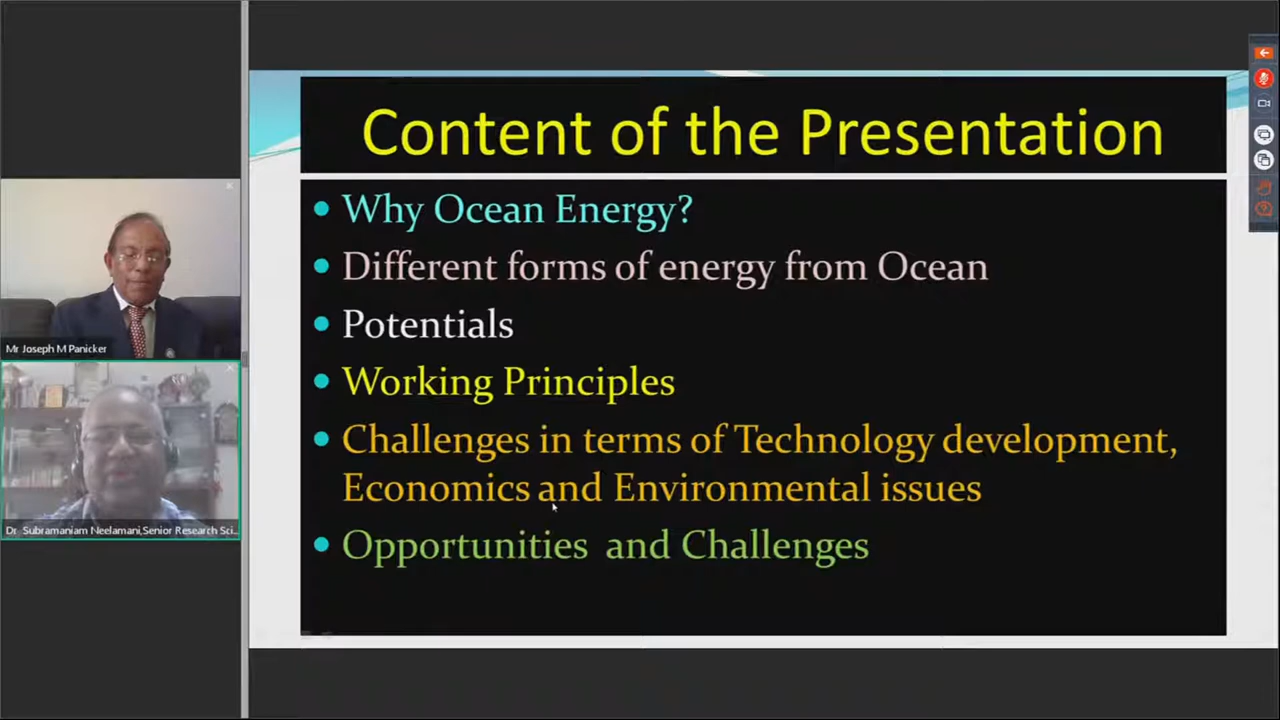 Content of the Presentation
Why Ocean Energy?
Different forms of energy from Ocean
Potentials
Working Principles
Challenges in terms of Technology development,
Economics and Environmental issues
Opportunities and Challenges
Mr Joseph M Panicker
Dr. Subramaniam Neelamani,Senior Research Sci...